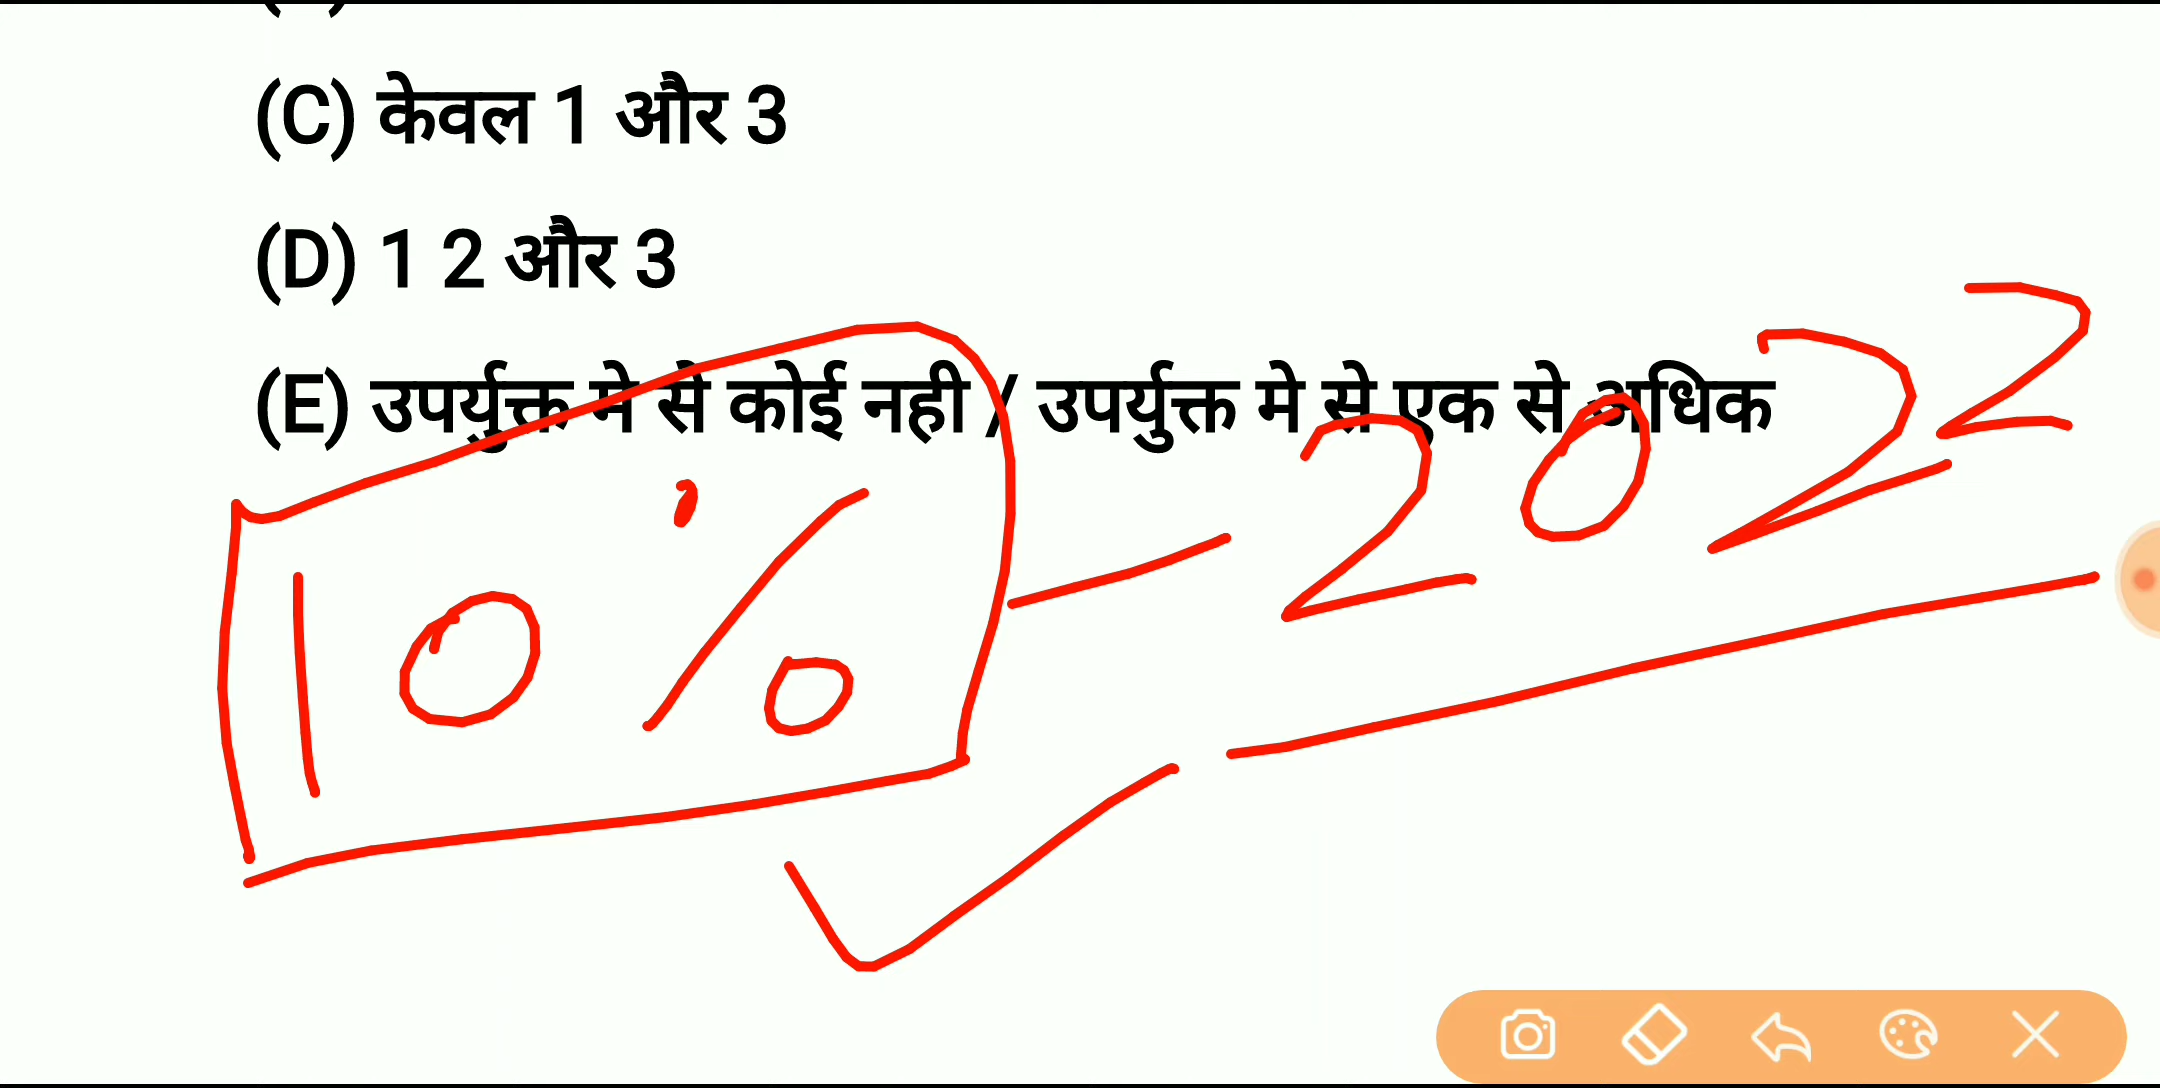 (C) केवल 1 और 3
(D) 1 2 और 3
(E) उपर्युक्त मे से कोई नही / उपर्युक्त मे से एक से अधिक
10% - 2022